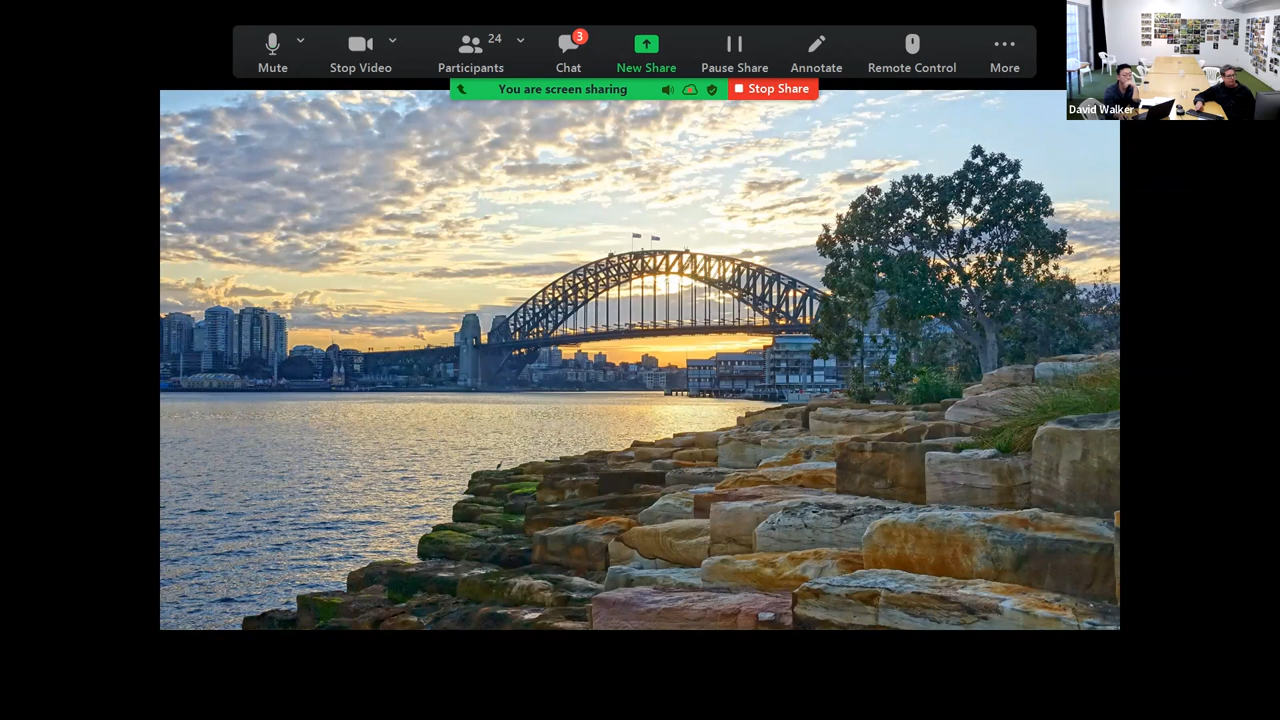 24
3
Mute
Stop Video
Participants
Chat
New Share
Pause Share
Annotate
Remote Control
More
You are screen sharing
Stop Share
David Walker